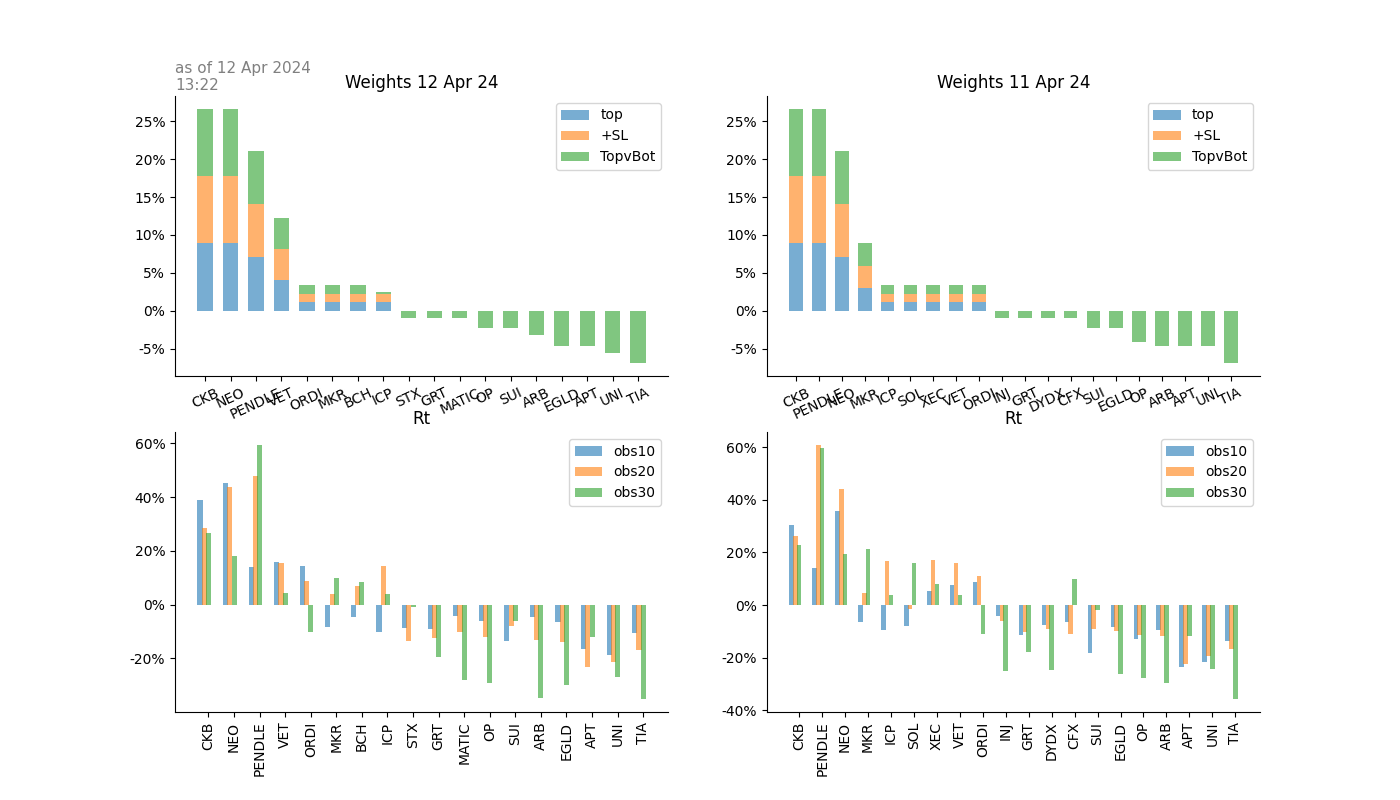 as of 12 Apr 2024
13:22
Weights 12 Apr 24
25%
20%
15%
10%
5%
0%
-5%
top
+SL
TopvBot
CKB NEO PENDLE VET ORDI MKR BCH ICP STX GRT MATIC OP SUI ARB EGLD APT UNI TIA
Weights 11 Apr 24
25%
20%
15%
10%
5%
0%
-5%
top
+SL
TopvBot
CKB PENDLE NEO MKR ICP SOL XEC VET ORDI INJ GRT DYDX CFX SUI EGLD OP ARB APT UNI TIA
Rt
60%
40%
20%
0%
-20%
obs10
obs20
obs30
CKB NEO PENDLE VET ORDI MKR BCH ICP STX GRT MATIC OP SUI ARB EGLD APT UNI TIA
Rt
60%
40%
20%
0%
-20%
-40%
obs10
obs20
obs30
CKB PENDLE NEO MKR ICP SOL XEC VET ORDI INJ GRT DYDX CFX SUI EGLD OP ARB APT UNI TIA